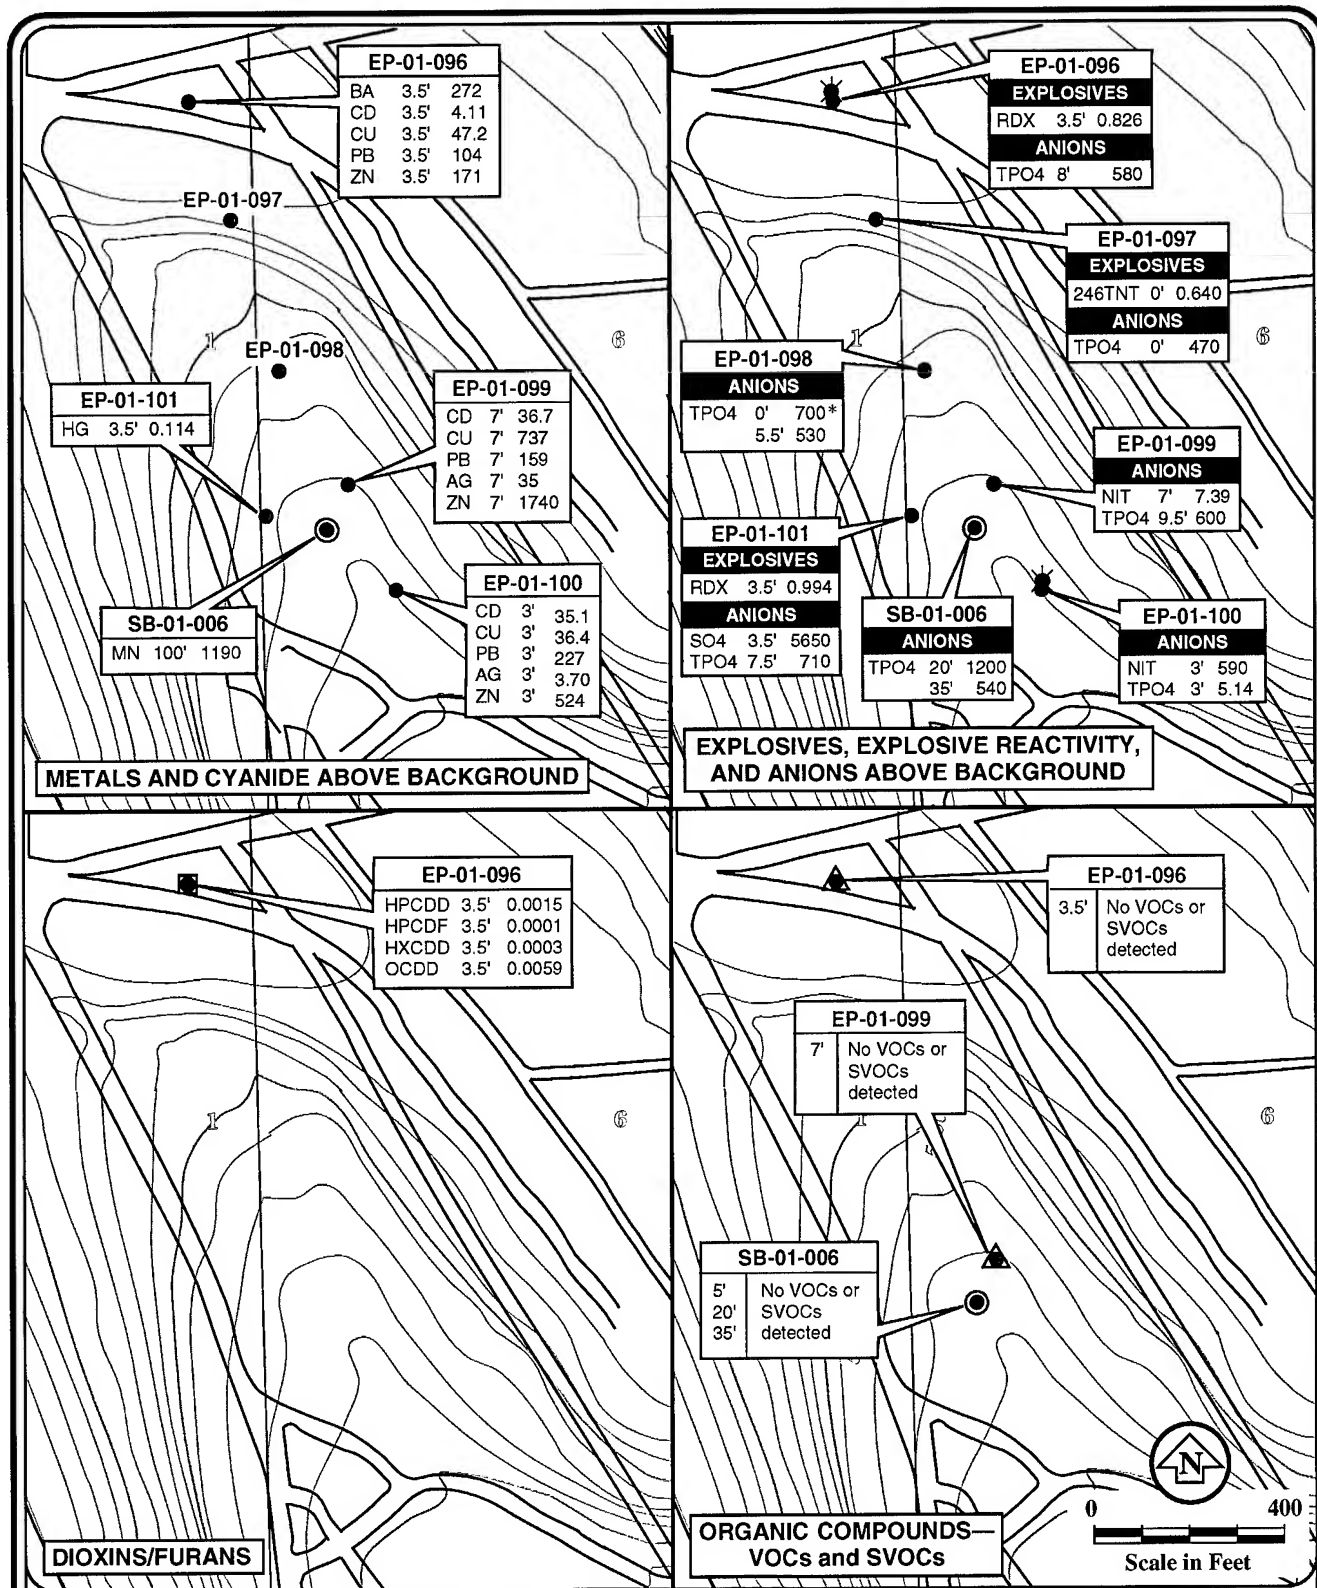 EP-01-096
BA 3.5' 272
CD 3.5' 4.11
CU 3.5' 47.2
PB 3.5' 104
ZN 3.5' 171
EP-01-097
1
6
EP-01-098
EP-01-101
HG 3.5' 0.114
EP-01-099
CD 7' 36.7
CU 7' 737
PB 7' 159
AG 7' 35
ZN 7' 1740
SB-01-006
MN 100' 1190
EP-01-100
CD 3' 35.1
CU 3' 36.4
PB 3' 227
AG 3' 3.70
ZN 3' 524
METALS AND CYANIDE ABOVE BACKGROUND
EP-01-096
EXPLOSIVES
RDX 3.5' 0.826
ANIONS
TPO4 8' 580
EP-01-097
EXPLOSIVES
246TNT 0' 0.640
ANIONS
TPO4 0' 470
1
6
EP-01-098
ANIONS
TPO4 0' 700*
5.5' 530
EP-01-099
ANIONS
NIT 7' 7.39
TPO4 9.5' 600
EP-01-101
EXPLOSIVES
RDX 3.5' 0.994
ANIONS
SO4 3.5' 5650
TPO4 7.5' 710
SB-01-006
ANIONS
TPO4 20' 1200
35' 540
EP-01-100
ANIONS
NIT 3' 590
TPO4 3' 5.14
EXPLOSIVES, EXPLOSIVE REACTIVITY,
AND ANIONS ABOVE BACKGROUND
EP-01-096
HPCDD 3.5' 0.0015
HPCDF 3.5' 0.0001
HXCDD 3.5' 0.0003
OCDD 3.5' 0.0059
1
6
DIOXINS/FURANS
EP-01-096
3.5' No VOCs or
SVOCs
detected
EP-01-099
7' No VOCs or
SVOCs
detected
1
6
SB-01-006
5' No VOCs or
20' SVOCs
35' detected
ORGANIC COMPOUNDS—
VOCs and SVOCs
N
0 400
Scale in Feet